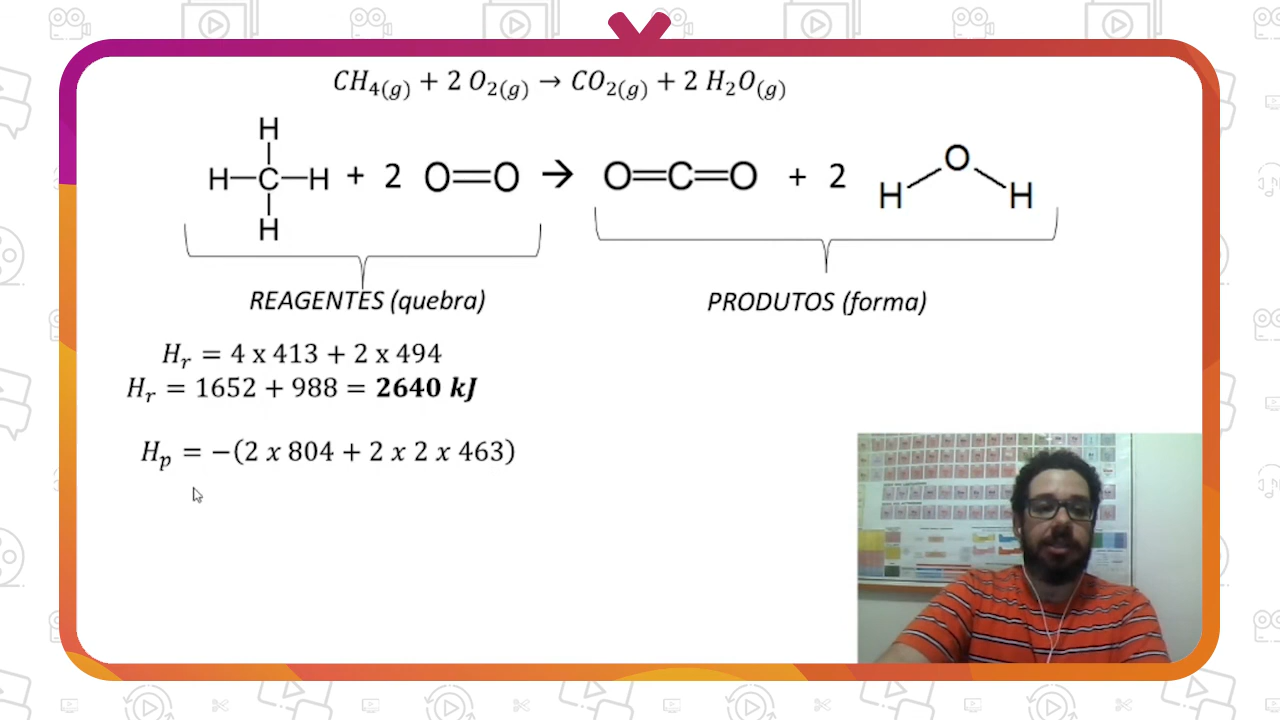 CH₄(g) + 2 O₂(g) → CO₂(g) + 2 H₂O(g)
H
H—C—H + 2 O=O → O=C=O + 2 H O H
H
REAGENTES (quebra)
PRODUTOS (forma)
Hᵣ = 4 x 413 + 2 x 494
Hᵣ = 1652 + 988 = 2640 kJ
Hₚ = −(2 x 804 + 2 x 2 x 463)